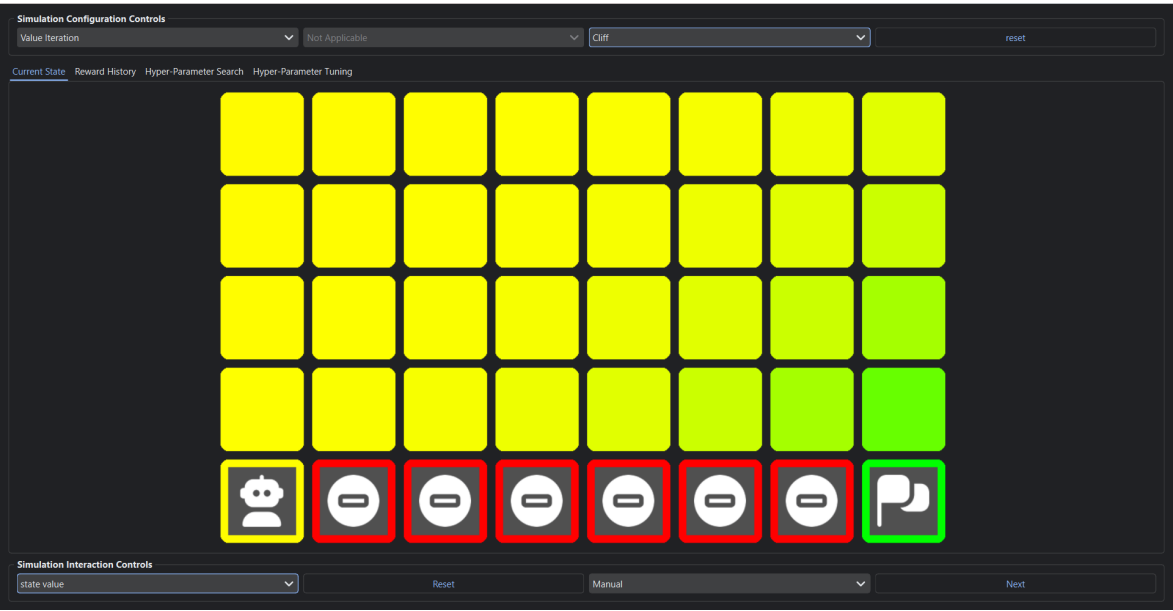 Simulation Configuration Controls
Value Iteration Not Applicable Cliff reset
Current State Reward History Hyper-Parameter Search Hyper-Parameter Tuning
Simulation Interaction Controls
state value Reset Manual Next